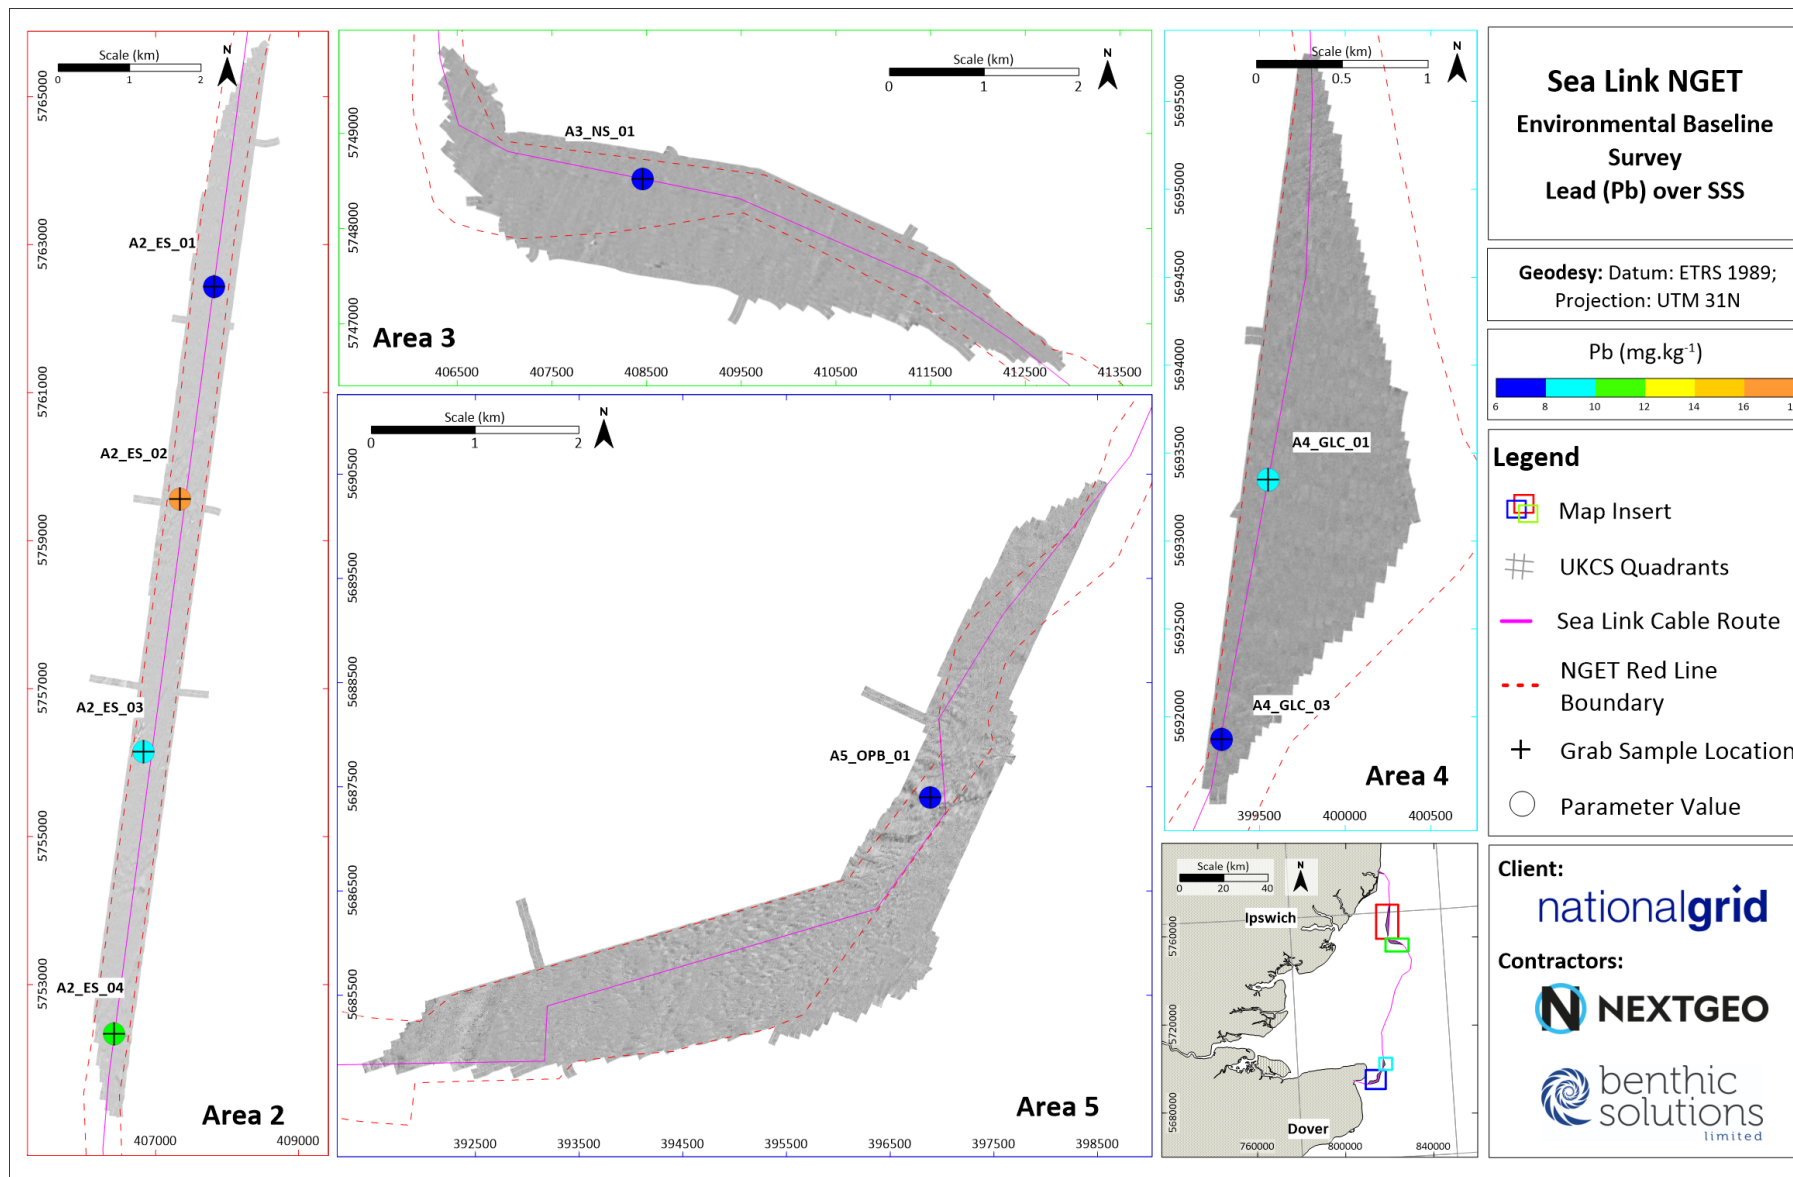 Scale (km)
0 1 2
N
5765000
5763000
5761000
5759000
5757000
5755000
5753000
A2_ES_01
A2_ES_02
A2_ES_03
A2_ES_04
Area 2
407000 409000
Scale (km)
0 1 2
N
5749000
5748000
5747000
A3_NS_01
Area 3
406500 407500 408500 409500 410500 411500 412500 413500
Scale (km)
0 1 2
N
5690500
5689500
5688500
5687500
5686500
5685500
A5_OPB_01
Area 5
392500 393500 394500 395500 396500 397500 398500
Scale (km)
0 0.5 1
N
5695500
5695000
5694500
5694000
5693500
5693000
5692500
5692000
A4_GLC_01
A4_GLC_03
Area 4
399500 400000 400500
Scale (km)
0 20 40
N
Ipswich
Dover
5760000
5720000
5680000
760000 800000 840000
Sea Link NGET
Environmental Baseline
Survey
Lead (Pb) over SSS
Geodesy: Datum: ETRS 1989;
Projection: UTM 31N
Pb (mg.kg-1)
6 8 10 12 14 16
Legend
Map Insert
UKCS Quadrants
Sea Link Cable Route
NGET Red Line
Boundary
Grab Sample Location
Parameter Value
Client:
nationalgrid
Contractors:
N NEXTGEO
benthic
solutions
limited